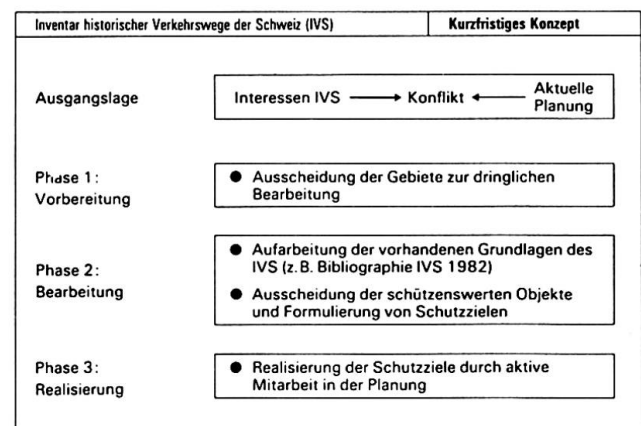 Inventar historischer Verkehrswege der Schweiz (IVS)
Kurzfristiges Konzept
Ausgangslage
Interessen IVS → Konflikt ← Aktuelle
Planung
Phase 1:
Vorbereitung
● Ausscheidung der Gebiete zur dringlichen
Bearbeitung
Phase 2:
Bearbeitung
● Aufarbeitung der vorhandenen Grundlagen des
IVS (z.B. Bibliographie IVS 1982)
● Ausscheidung der schützenswerten Objekte
und Formulierung von Schutzzielen
Phase 3:
Realisierung
● Realisierung der Schutzziele durch aktive
Mitarbeit in der Planung